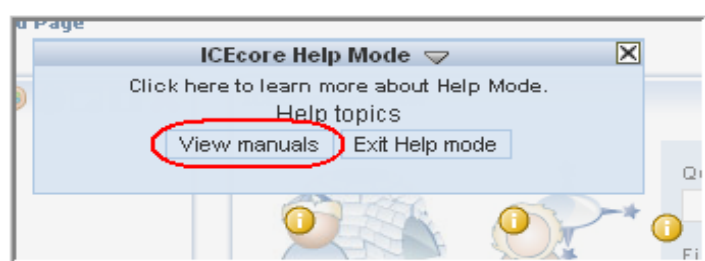 Page
ICEcore Help Mode
Click here to learn more about Help Mode.
Help topics
View manuals Exit Help mode